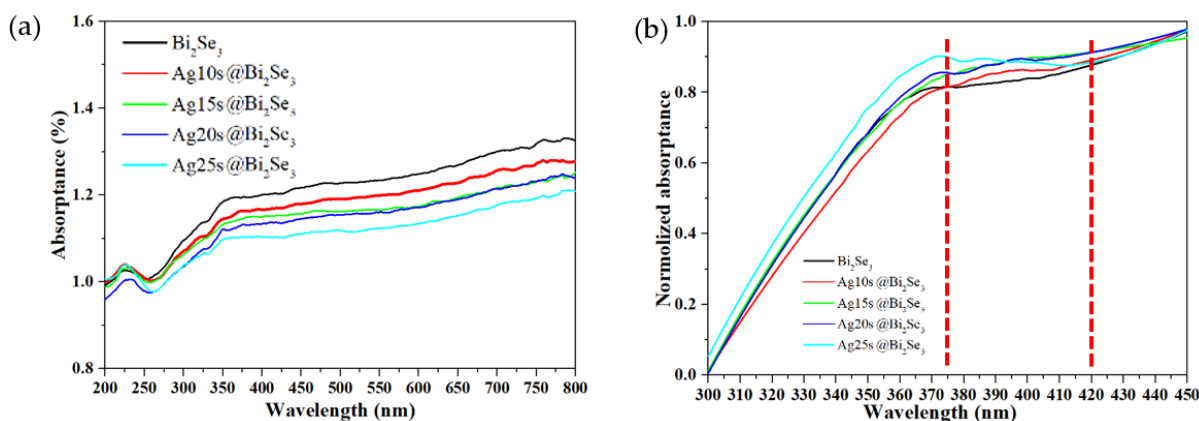 (a)
1.6
1.4
1.2
1.0
0.8
Absorptance (%)
Bi₂Se₃
Ag10s@Bi₂Se₃
Ag15s@Bi₂Se₃
Ag20s@Bi₂Se₃
Ag25s@Bi₂Se₃
200 250 300 350 400 450 500 550 600 650 700 750 800
Wavelength (nm)
(b)
1.0
0.8
0.6
0.4
0.2
0.0
Normolized absorptance
Bi₂Se₃
Ag10s@Bi₂Se₃
Ag15s@Bi₂Se₃
Ag20s@Bi₂Se₃
Ag25s@Bi₂Se₃
300 310 320 330 340 350 360 370 380 390 400 410 420 430 440 450
Wavelength (nm)